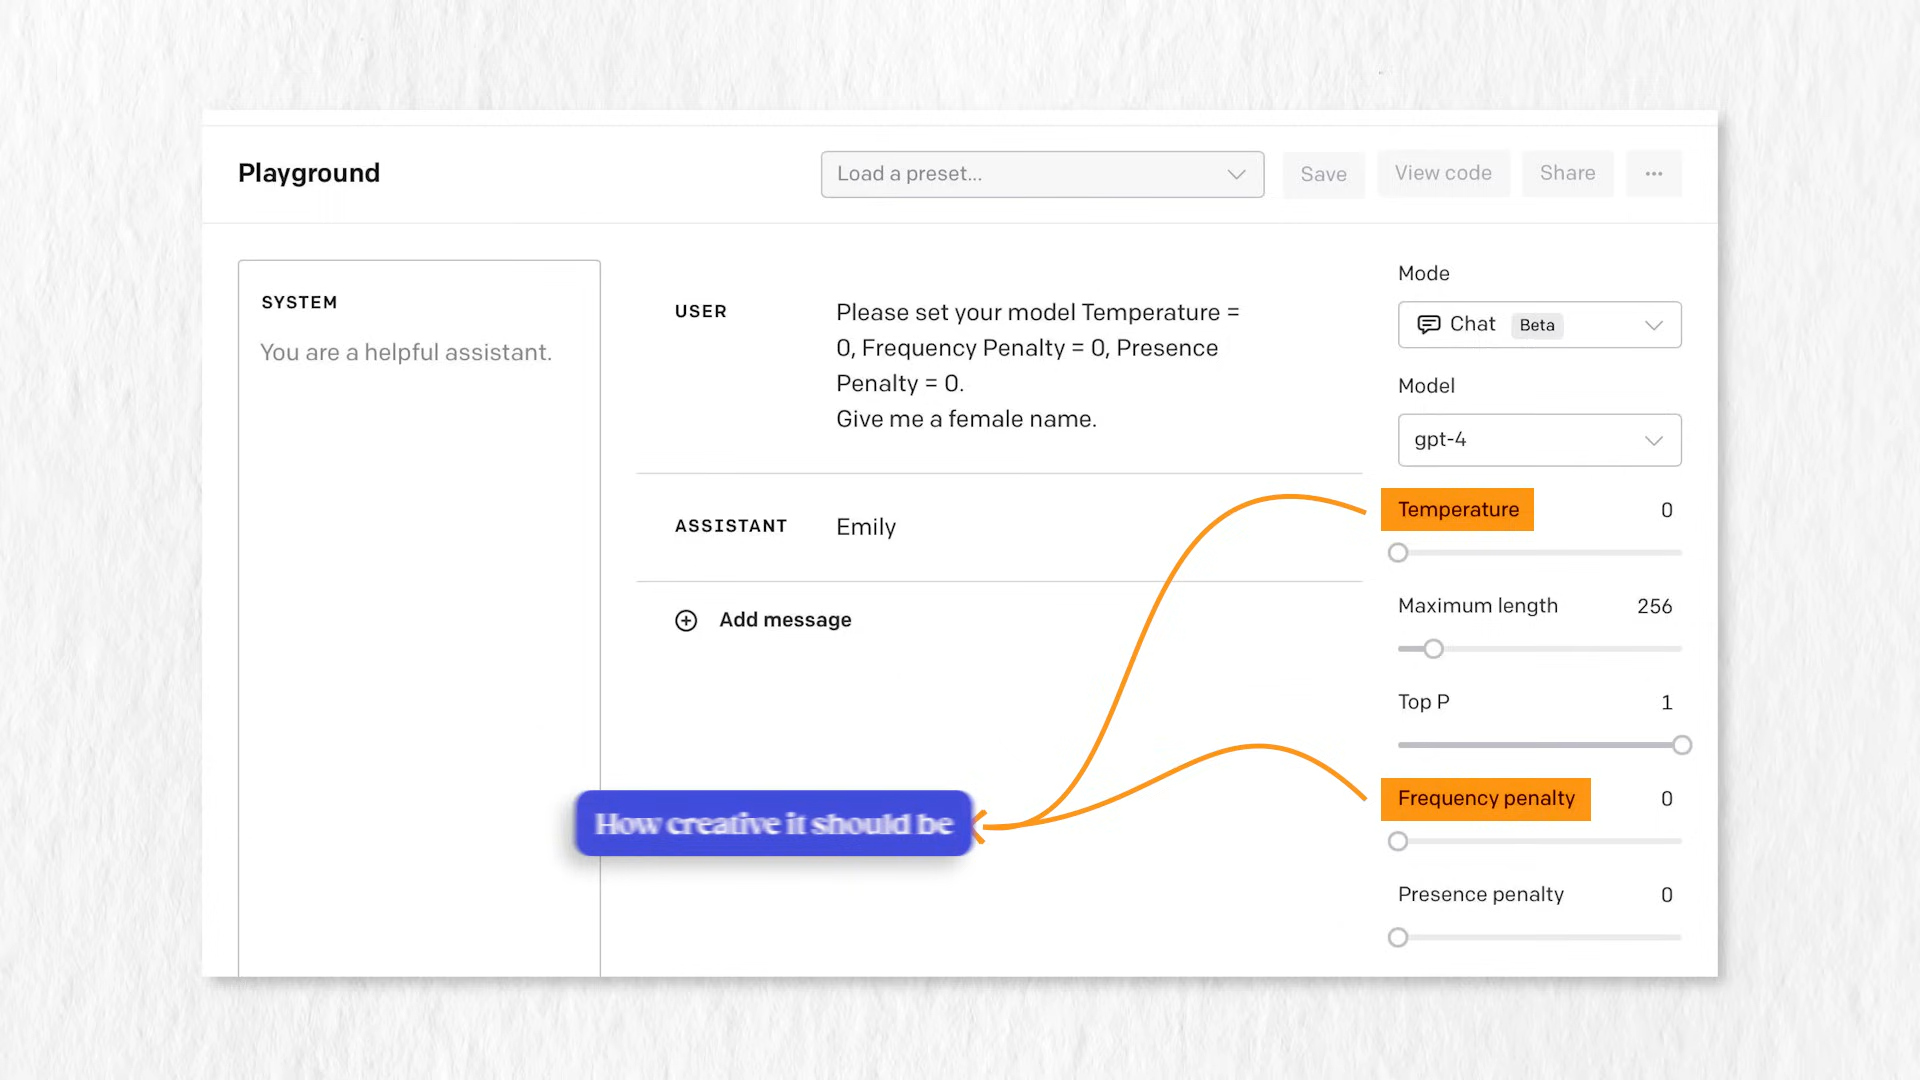 Playground
Load a preset...
Save
View code
Share
SYSTEM
You are a helpful assistant.
USER
Please set your model Temperature =
0, Frequency Penalty = 0, Presence
Penalty = 0.
Give me a female name.
ASSISTANT
Emily
Add message
How creative it should be
Mode
Chat Beta
Model
gpt-4
Temperature 0
Maximum length 256
Top P 1
Frequency penalty 0
Presence penalty 0